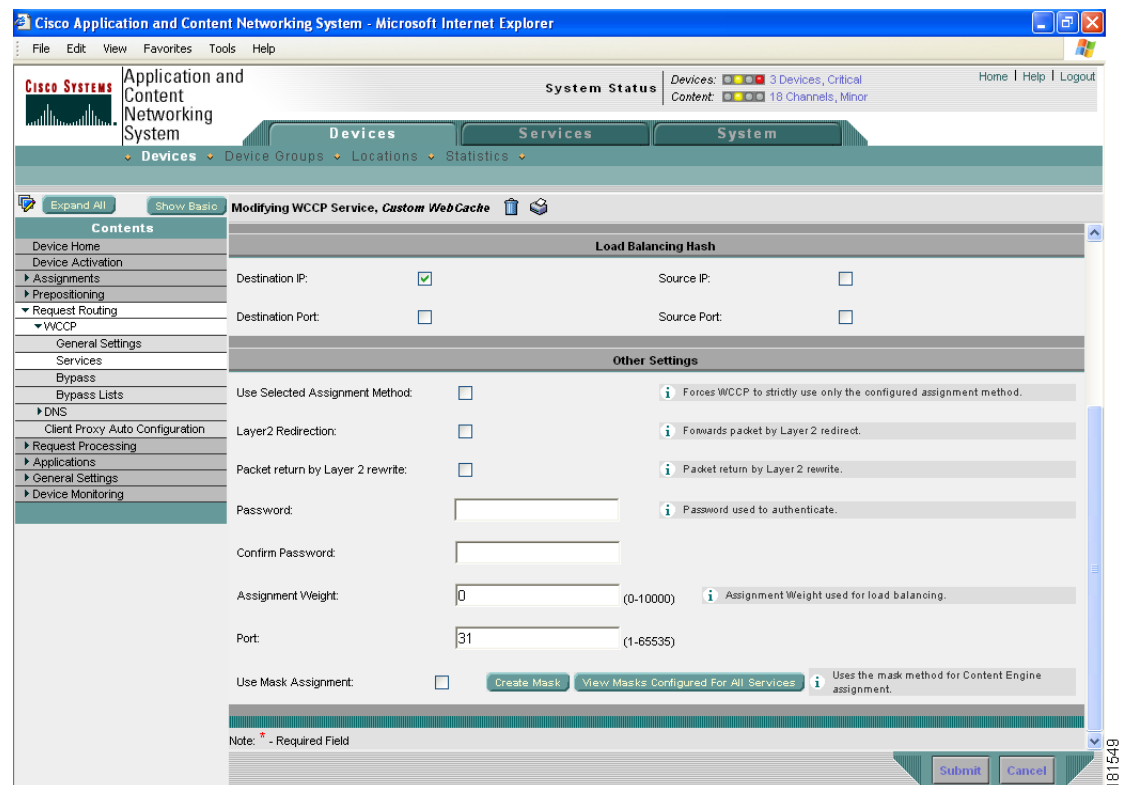 Cisco Application and Content Networking System - Microsoft Internet Explorer
File Edit View Favorites Tools Help
CISCO SYSTEMS
Application and
Content
Networking
System
System Status
Devices: 3 Devices, Critical
Content: 18 Channels, Minor
Home | Help | Logout
Devices Services System
Devices Device Groups Locations Statistics
Expand All Show Basic
Modifying WCCP Service, Custom WebCache
Contents
Device Home
Device Activation
Assignments
Prepositioning
Request Routing
WCCP
General Settings
Services
Bypass
Bypass Lists
DNS
Client Proxy Auto Configuration
Request Processing
Applications
General Settings
Device Monitoring
Load Balancing Hash
Destination IP: Source IP:
Destination Port: Source Port:
Other Settings
Use Selected Assignment Method: i Forces WCCP to strictly use only the configured assignment method.
Layer2 Redirection: i Forwards packet by Layer 2 redirect.
Packet return by Layer 2 rewrite: i Packet return by Layer 2 rewrite.
Password: i Password used to authenticate.
Confirm Password:
Assignment Weight: 0 (0-10000) i Assignment Weight used for load balancing.
Port: 31 (1-65535)
Use Mask Assignment: Create Mask View Masks Configured For All Services i Uses the mask method for Content Engine
assignment.
Note: * - Required Field
Submit Cancel
181549